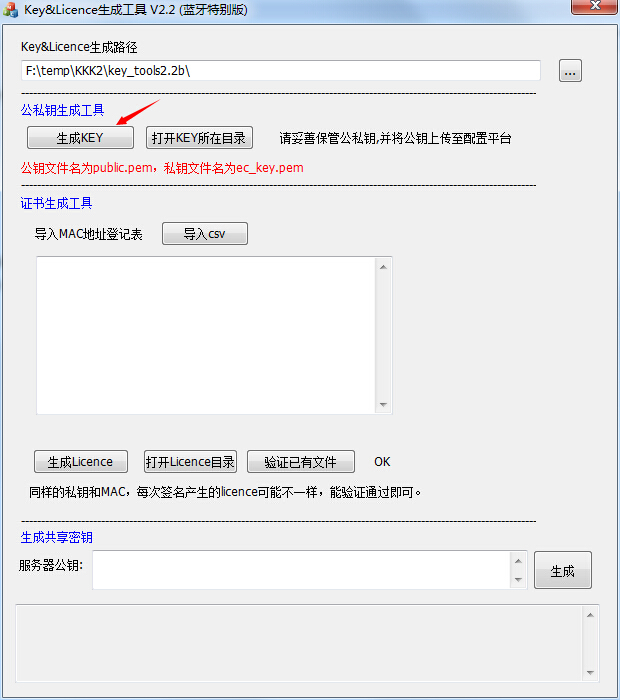 Key&Licence生成工具 V2.2 (蓝牙特别版)
Key&Licence生成路径
F:\temp\KKK2\key_tools2.2b\
...
公私钥生成工具
生成KEY 打开KEY所在目录 请妥善保管公私钥,并将公钥上传至配置平台
公钥文件名为public.pem，私钥文件名为ec_key.pem
证书生成工具
导入MAC地址登记表 导入csv
生成Licence 打开Licence目录 验证已有文件 OK
同样的私钥和MAC，每次签名产生的licence可能不一样，能验证通过即可。
生成共享密钥
服务器公钥: 生成